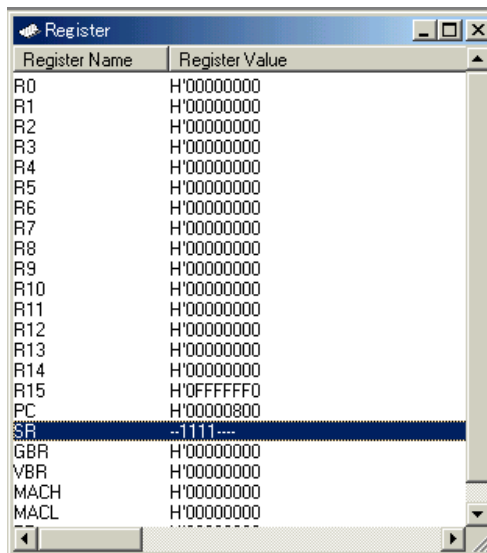 Register
Register Name Register Value
R0 H'00000000
R1 H'00000000
R2 H'00000000
R3 H'00000000
R4 H'00000000
R5 H'00000000
R6 H'00000000
R7 H'00000000
R8 H'00000000
R9 H'00000000
R10 H'00000000
R11 H'00000000
R12 H'00000000
R13 H'00000000
R14 H'00000000
R15 H'0FFFFFF0
PC H'00000800
SR --1111----
GBR H'00000000
VBR H'00000000
MACH H'00000000
MACL H'00000000